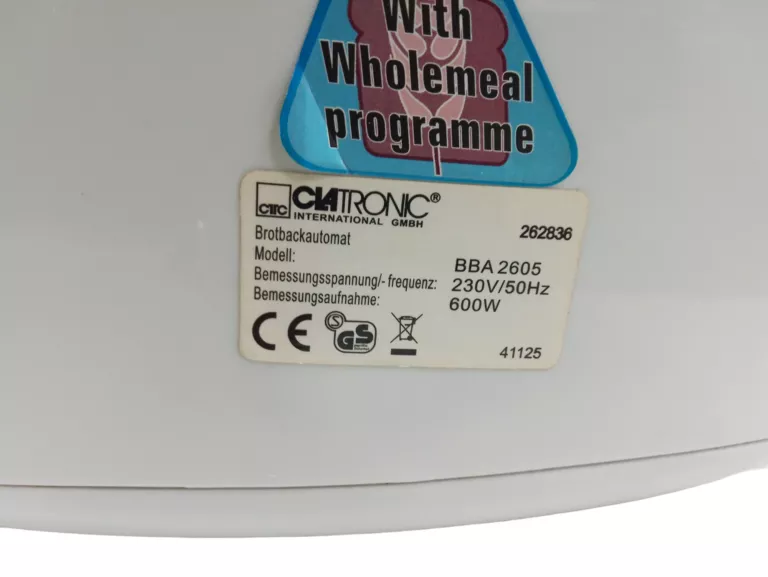 With
Wholemeal
programme
CTC CLATRONIC®
INTERNATIONAL GMBH
Brotbackautomat 262836
Modell: BBA 2605
Bemessungsspannung/- frequenz: 230V/50Hz
Bemessungsaufnahme: 600W
CE S GS 41125